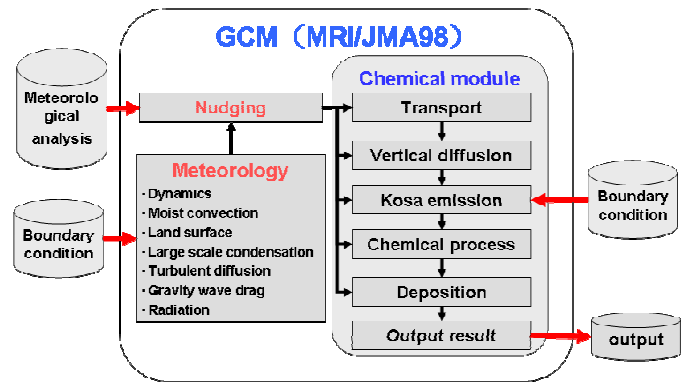 GCM（MRI/JMA98）
Meteorolo
gical
analysis
Nudging
Meteorology
· Dynamics
· Moist convection
· Land surface
· Large scale condensation
· Turbulent diffusion
· Gravity wave drag
· Radiation
Boundary
condition
Chemical module
Transport
Vertical diffusion
Kosa emission
Chemical process
Deposition
Output result
Boundary
condition
output